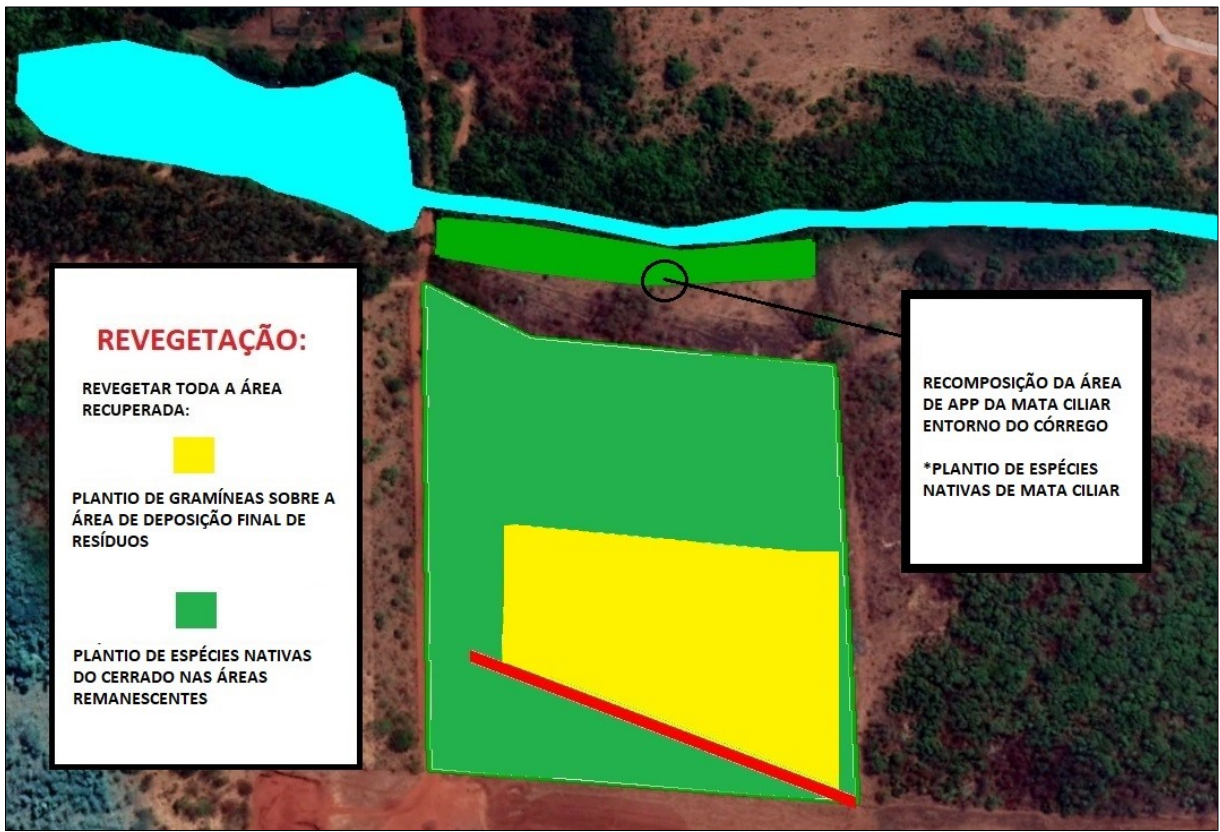 REVEGETAÇÃO:
REVEGETAR TODA A ÁREA
RECUPERADA:
PLANTIO DE GRAMÍNEAS SOBRE A
ÁREA DE DEPOSIÇÃO FINAL DE
RESÍDUOS
PLANTIO DE ESPÉCIES NATIVAS
DO CERRADO NAS ÁREAS
REMANESCENTES
RECOMPOSIÇÃO DA ÁREA
DE APP DA MATA CILIAR
ENTORNO DO CÓRREGO
*PLANTIO DE ESPÉCIES
NATIVAS DE MATA CILIAR